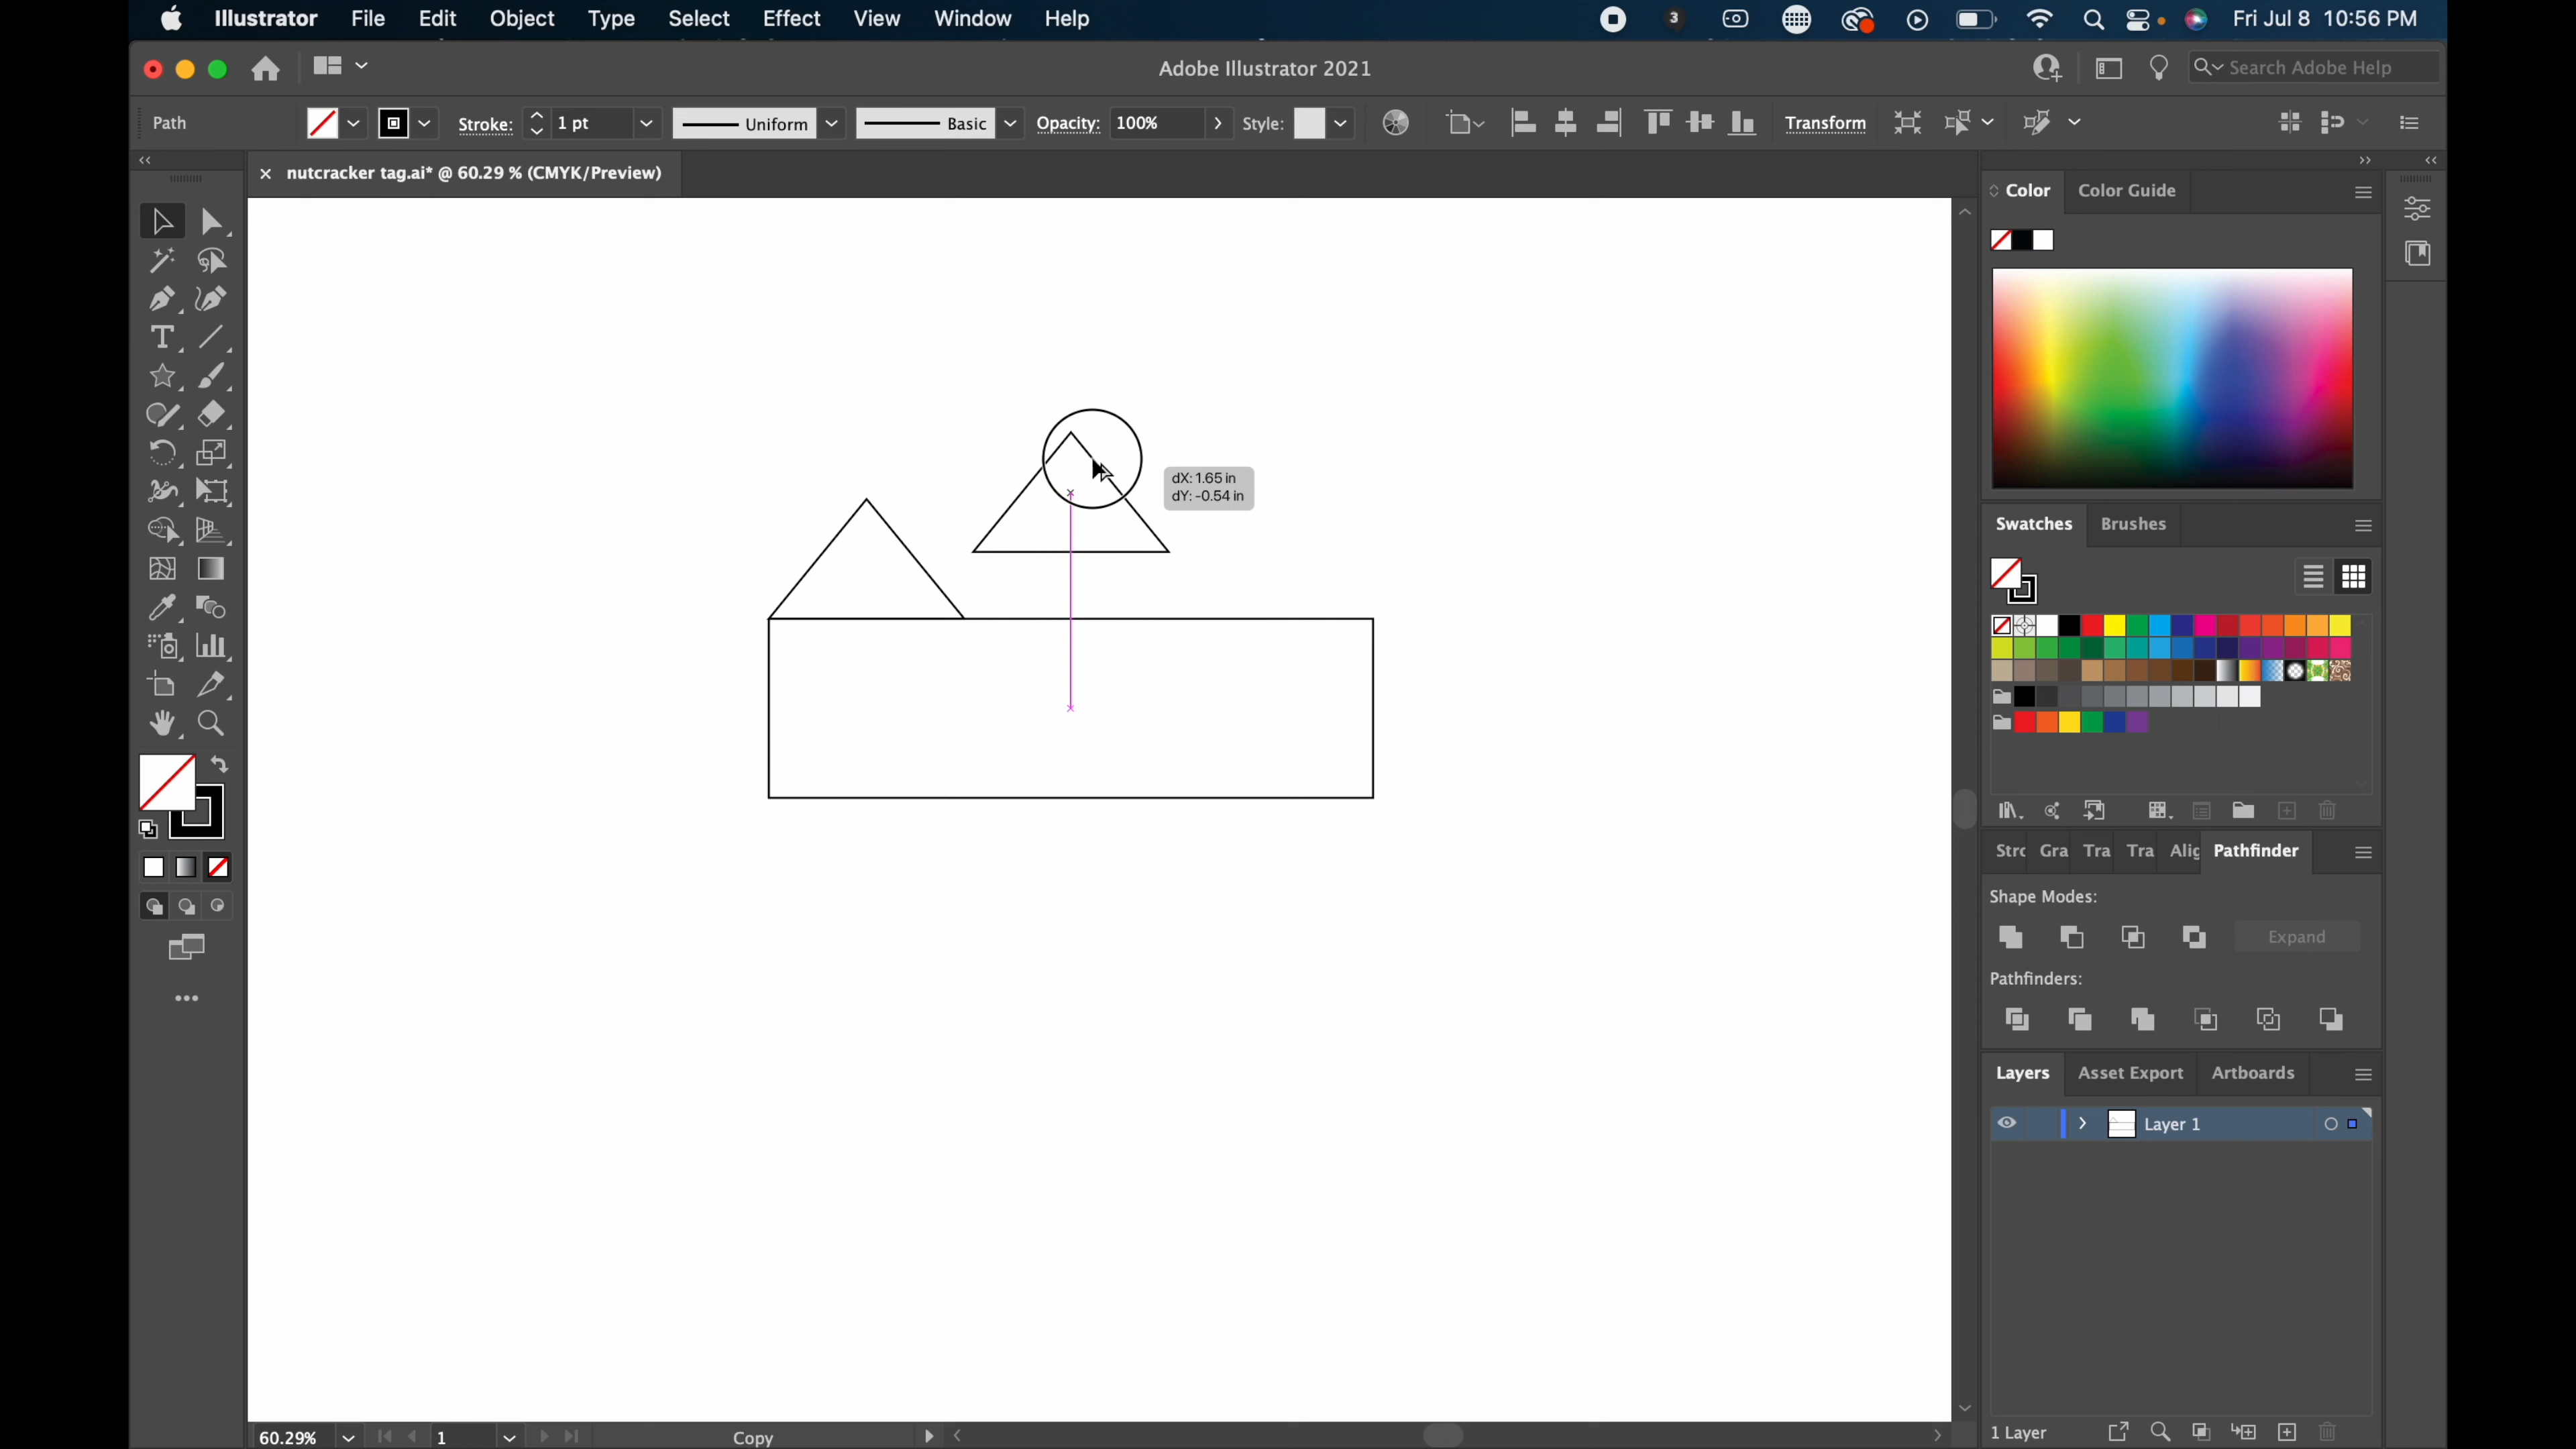 Illustrator File Edit Object Type Select Effect View Window Help 3 Fri Jul 8 10:56 PM
Adobe Illustrator 2021 Search Adobe Help
Path Stroke: 1 pt Uniform Basic Opacity: 100% Style: Transform
nutcracker tag.ai* @ 60.29 % (CMYK/Preview)
Color Color Guide
dX: 1.65 in
dY: -0.54 in
Swatches Brushes
Strc Gra Tra Tra Alig Pathfinder
Shape Modes:
Expand
Pathfinders:
Layers Asset Export Artboards
Layer 1
60.29% 1 Copy 1 Layer